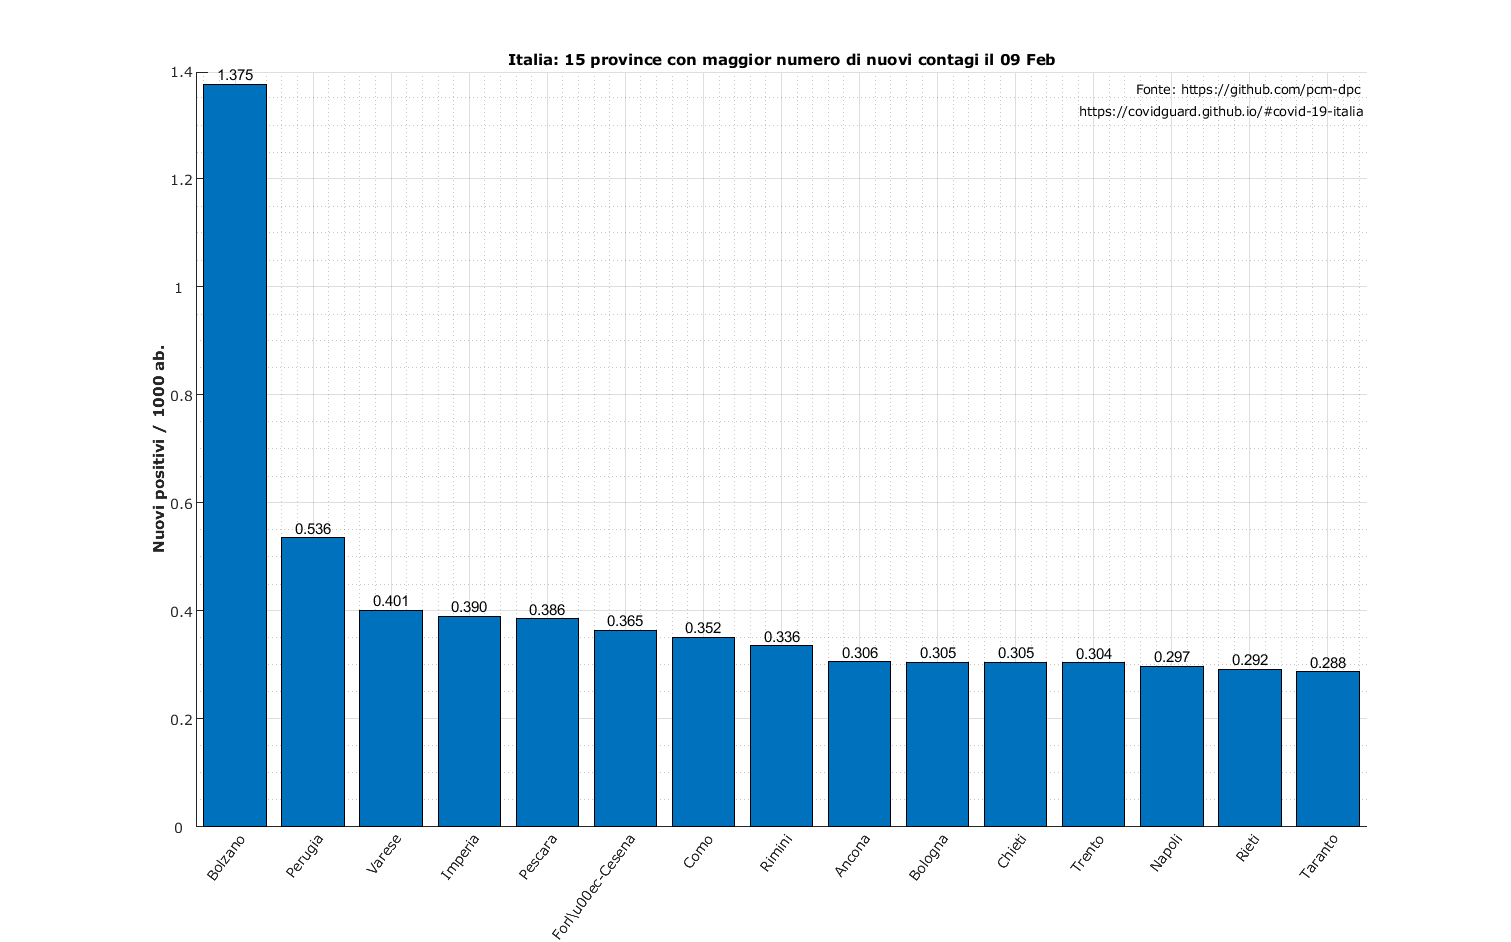 Italia: 15 province con maggior numero di nuovi contagi il 09 Feb
Fonte: https://github.com/pcm-dpc
https://covidguard.github.io/#covid-19-italia
Nuovi positivi / 1000 ab.
1.4
1.2
1
0.8
0.6
0.4
0.2
0
1.375
0.536
0.401
0.390
0.386
0.365
0.352
0.336
0.306
0.305
0.305
0.304
0.297
0.292
0.288
Bolzano
Perugia
Varese
Imperia
Pescara
Forl\u00ec-Cesena
Como
Rimini
Ancona
Bologna
Chieti
Trento
Napoli
Rieti
Taranto